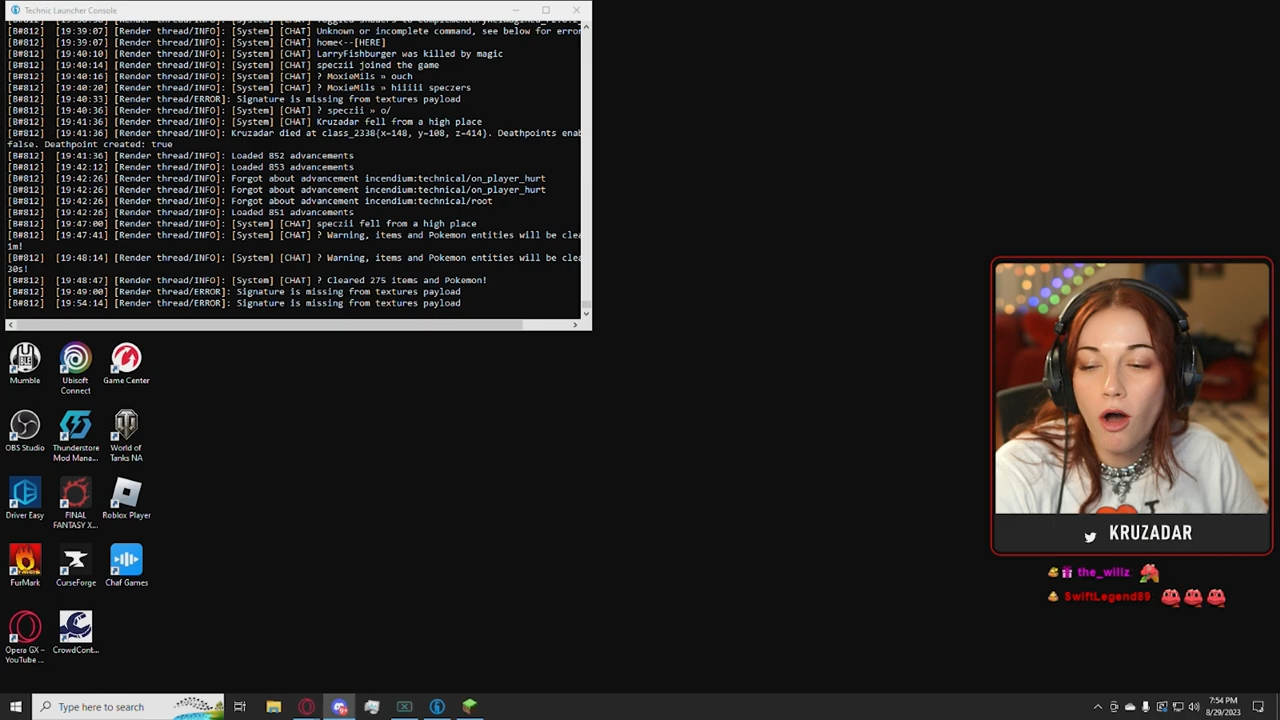 Technic Launcher Console
[B#812] [19:39:07] [Render thread/INFO]: [System] [CHAT] Unknown or incomplete command, see below for error
[B#812] [19:39:07] [Render thread/INFO]: [System] [CHAT] home<--[HERE]
[B#812] [19:40:10] [Render thread/INFO]: [System] [CHAT] LarryFishburger was killed by magic
[B#812] [19:40:14] [Render thread/INFO]: [System] [CHAT] speczii joined the game
[B#812] [19:40:16] [Render thread/INFO]: [System] [CHAT] ? MoxieMils » ouch
[B#812] [19:40:20] [Render thread/INFO]: [System] [CHAT] ? MoxieMils » hiiiii speczers
[B#812] [19:40:33] [Render thread/ERROR]: Signature is missing from textures payload
[B#812] [19:40:36] [Render thread/INFO]: [System] [CHAT] ? speczii » o/
[B#812] [19:41:36] [Render thread/INFO]: [System] [CHAT] Kruzadar fell from a high place
[B#812] [19:41:36] [Render thread/INFO]: Kruzadar died at class_2338{x=-148, y=108, z=414}. Deathpoints enab
false. Deathpoint created: true
[B#812] [19:41:36] [Render thread/INFO]: Loaded 852 advancements
[B#812] [19:42:12] [Render thread/INFO]: Loaded 853 advancements
[B#812] [19:42:26] [Render thread/INFO]: Forgot about advancement incendium:technical/on_player_hurt
[B#812] [19:42:26] [Render thread/INFO]: Forgot about advancement incendium:technical/on_player_hurt
[B#812] [19:42:26] [Render thread/INFO]: Forgot about advancement incendium:technical/root
[B#812] [19:42:26] [Render thread/INFO]: Loaded 851 advancements
[B#812] [19:47:00] [Render thread/INFO]: [System] [CHAT] speczii fell from a high place
[B#812] [19:47:41] [Render thread/INFO]: [System] [CHAT] ? Warning, items and Pokemon entities will be clea
1m!
[B#812] [19:48:14] [Render thread/INFO]: [System] [CHAT] ? Warning, items and Pokemon entities will be clea
30s!
[B#812] [19:48:47] [Render thread/INFO]: [System] [CHAT] ? Cleared 275 items and Pokemon!
[B#812] [19:49:00] [Render thread/ERROR]: Signature is missing from textures payload
[B#812] [19:54:14] [Render thread/ERROR]: Signature is missing from textures payload
Mumble
Ubisoft Connect
Game Center
OBS Studio
Thunderstore Mod Mana...
World of Tanks NA
Driver Easy
FINAL FANTASY X...
Roblox Player
FurMark
CurseForge
Chaf Games
Opera GX - YouTube ...
CrowdCont...
KRUZADAR
the_willz
SwiftLegend89
Type here to search
7:54 PM
8/29/2023